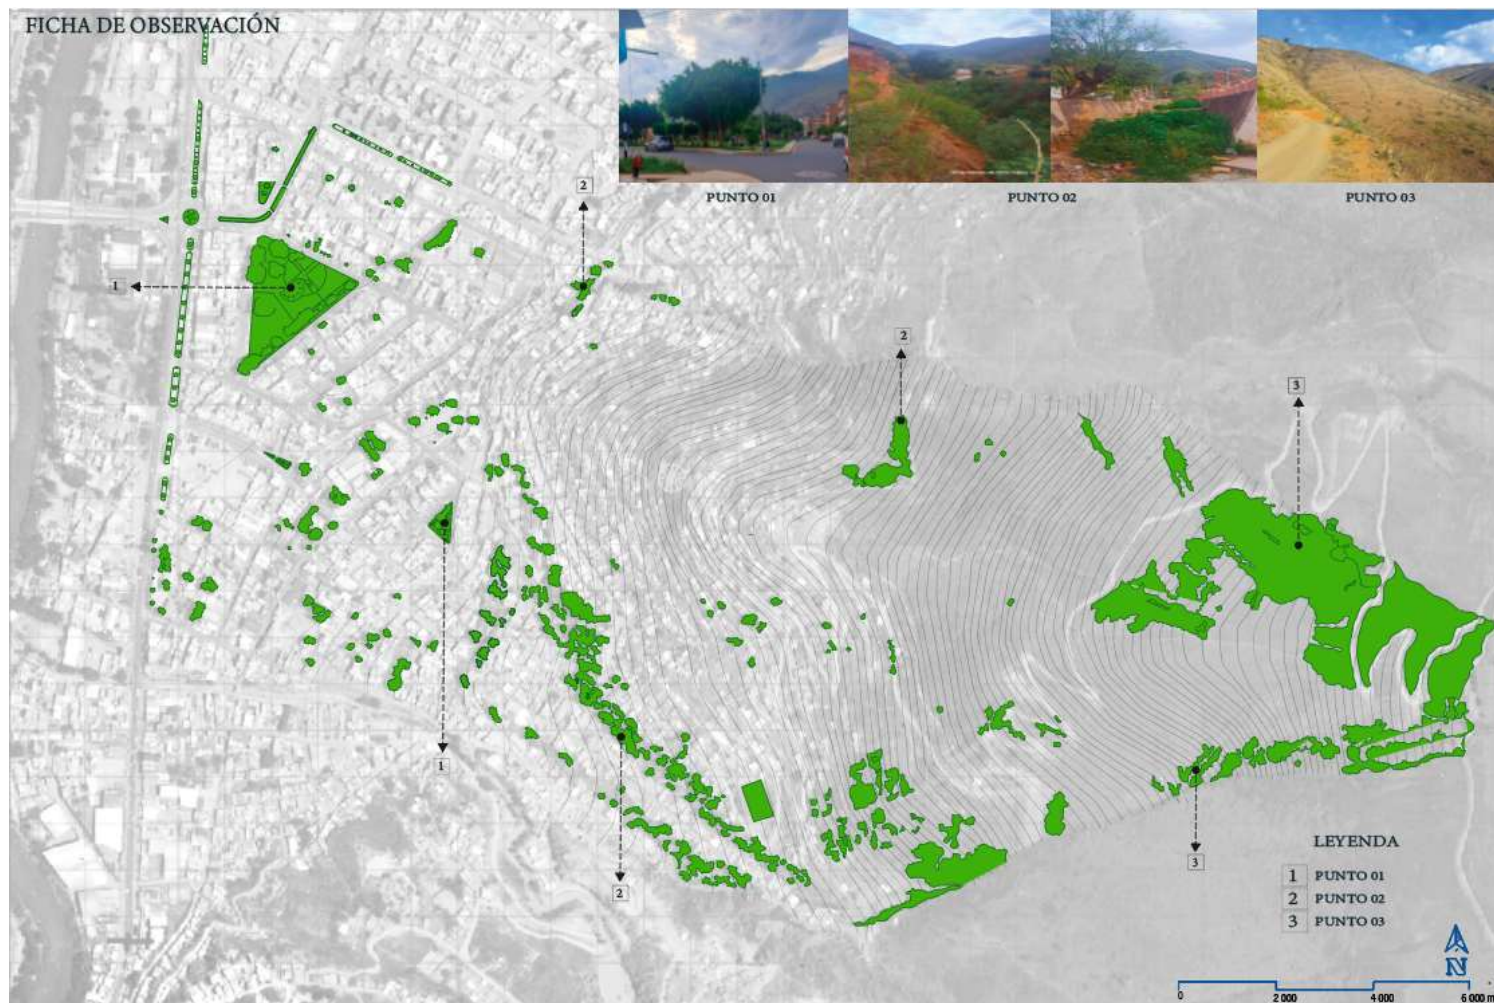 FICHA DE OBSERVACIÓN
PUNTO 01
PUNTO 02
PUNTO 03
2
1
2
3
1
2
3
LEYENDA
1 PUNTO 01
2 PUNTO 02
3 PUNTO 03
N
0 2 000 4 000 6 000 m